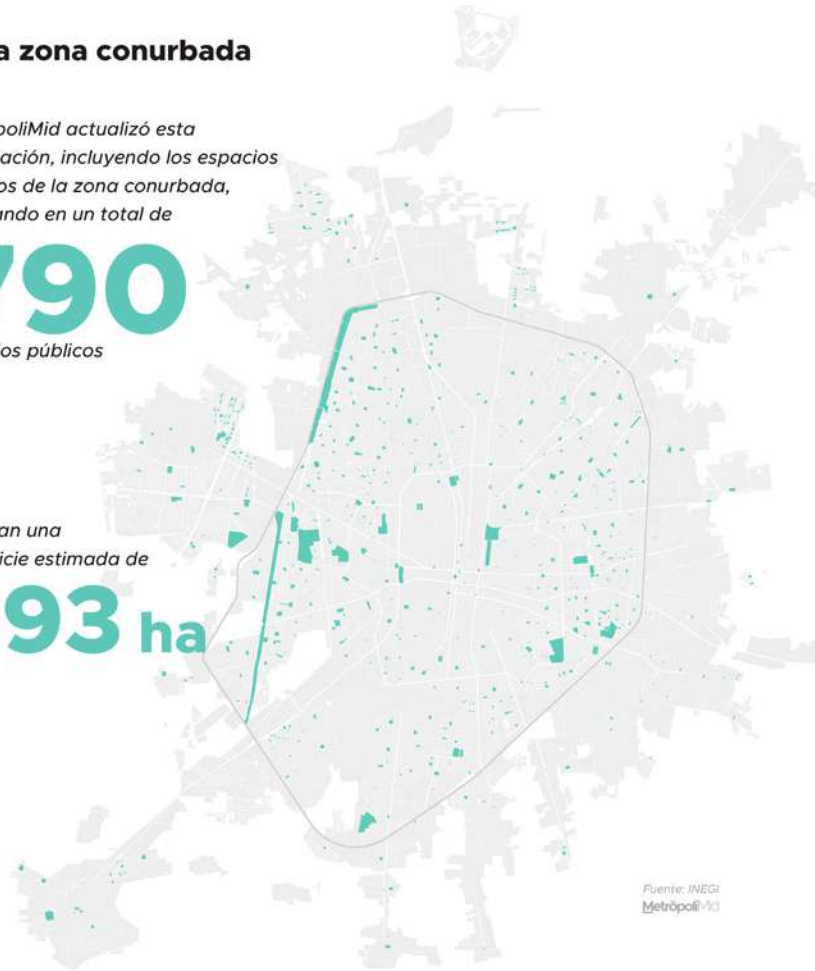 a zona conurbada
poliMid actualizó esta
ación, incluyendo los espacios
os de la zona conurbada,
ando en un total de
790
ios públicos
an una
icie estimada de
93 ha
Fuente: INEGI
MetrópoliMid